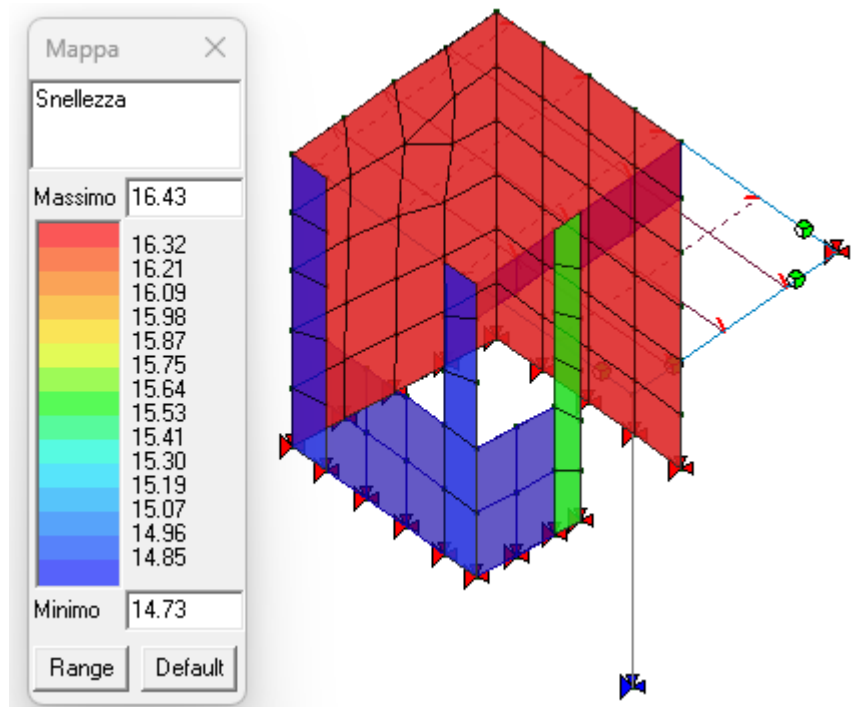 Mappa
Snellezza
Massimo 16.43
16.32
16.21
16.09
15.98
15.87
15.75
15.64
15.53
15.41
15.30
15.19
15.07
14.96
14.85
Minimo 14.73
Range Default